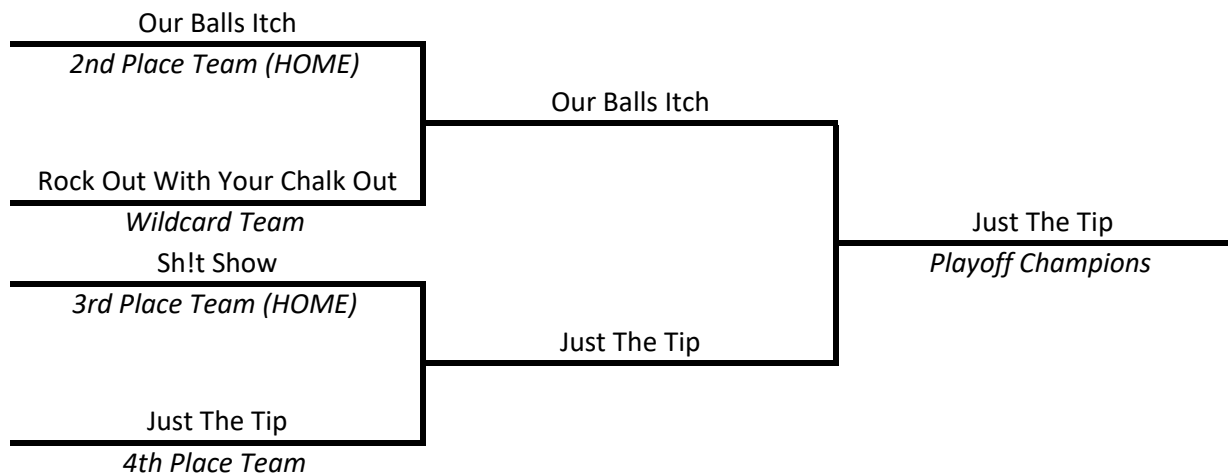 Our Balls Itch
2nd Place Team (HOME)
Our Balls Itch
Rock Out With Your Chalk Out
Wildcard Team
Just The Tip
Playoff Champions
Sh!t Show
3rd Place Team (HOME)
Just The Tip
Just The Tip
4th Place Team